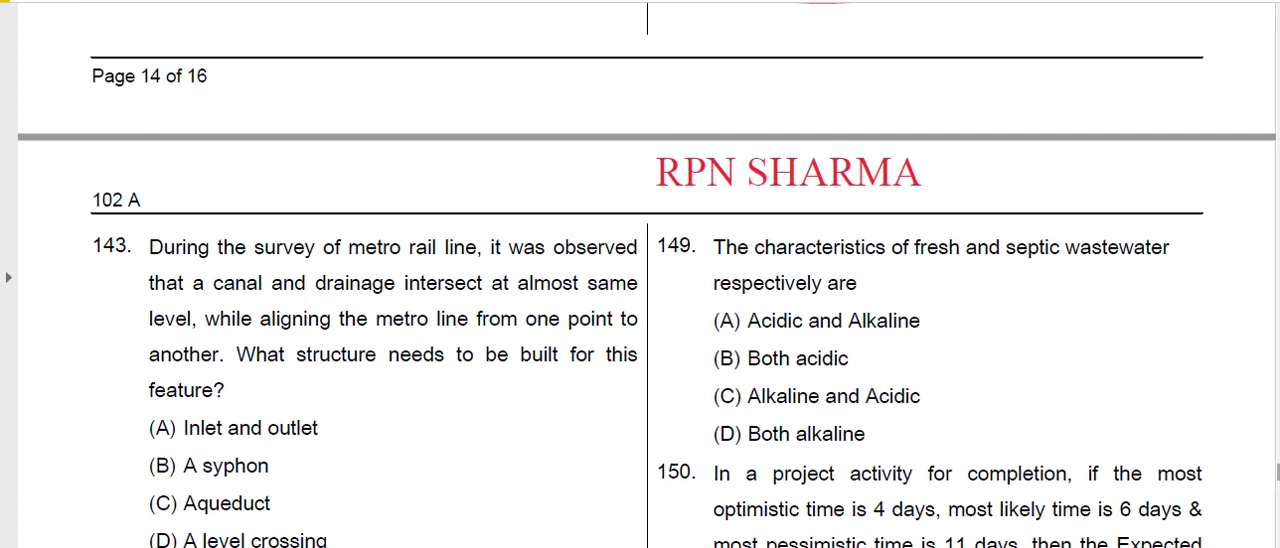 Page 14 of 16
RPN SHARMA
102 A
143. During the survey of metro rail line, it was observed
that a canal and drainage intersect at almost same
level, while aligning the metro line from one point to
another. What structure needs to be built for this
feature?
(A) Inlet and outlet
(B) A syphon
(C) Aqueduct
(D) A level crossing
149. The characteristics of fresh and septic wastewater
respectively are
(A) Acidic and Alkaline
(B) Both acidic
(C) Alkaline and Acidic
(D) Both alkaline
150. In a project activity for completion, if the most
optimistic time is 4 days, most likely time is 6 days &
most pessimistic time is 11 days, then the Expected